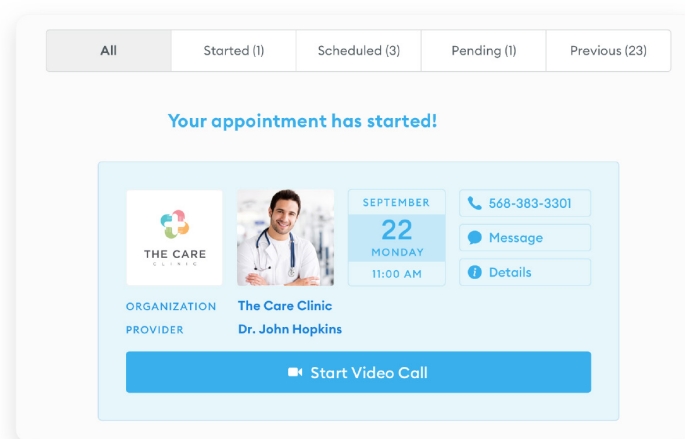 All
Started (1)
Scheduled (3)
Pending (1)
Previous (23)
Your appointment has started!
THE CARE
CLINIC
SEPTEMBER
22
MONDAY
11:00 AM
568-383-3301
Message
Details
ORGANIZATION The Care Clinic
PROVIDER Dr. John Hopkins
Start Video Call